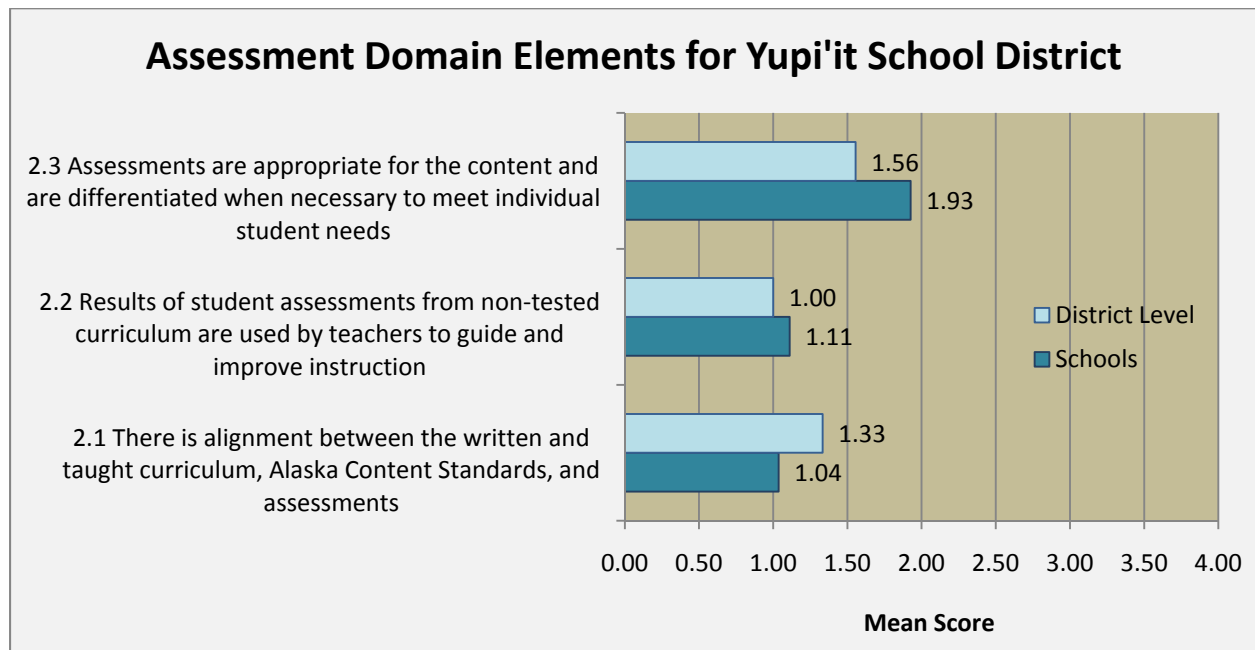 Assessment Domain Elements for Yupi'it School District
2.3 Assessments are appropriate for the content and
are differentiated when necessary to meet individual
student needs
1.56
1.93
2.2 Results of student assessments from non-tested
curriculum are used by teachers to guide and
improve instruction
1.00
1.11
District Level
Schools
2.1 There is alignment between the written and
taught curriculum, Alaska Content Standards, and
assessments
1.33
1.04
0.00 0.50 1.00 1.50 2.00 2.50 3.00 3.50 4.00
Mean Score